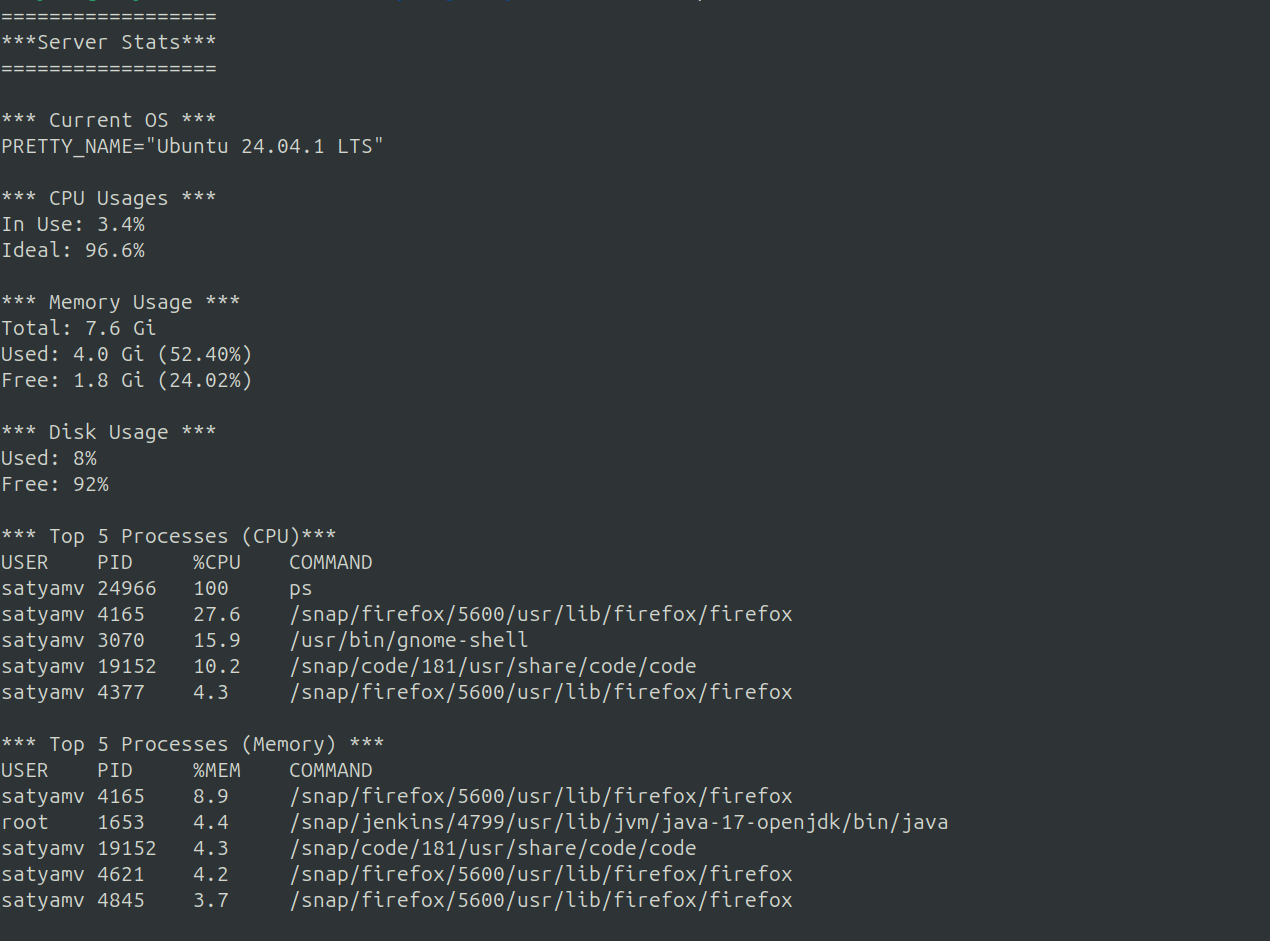 ==================
***Server Stats***
==================
*** Current OS ***
PRETTY_NAME="Ubuntu 24.04.1 LTS"
*** CPU Usages ***
In Use: 3.4%
Ideal: 96.6%
*** Memory Usage ***
Total: 7.6 Gi
Used: 4.0 Gi (52.40%)
Free: 1.8 Gi (24.02%)
*** Disk Usage ***
Used: 8%
Free: 92%
*** Top 5 Processes (CPU)***
USER    PID     %CPU    COMMAND
satyamv 24966   100     ps
satyamv 4165    27.6    /snap/firefox/5600/usr/lib/firefox/firefox
satyamv 3070    15.9    /usr/bin/gnome-shell
satyamv 19152   10.2    /snap/code/181/usr/share/code/code
satyamv 4377    4.3     /snap/firefox/5600/usr/lib/firefox/firefox
*** Top 5 Processes (Memory) ***
USER    PID     %MEM    COMMAND
satyamv 4165    8.9     /snap/firefox/5600/usr/lib/firefox/firefox
root    1653    4.4     /snap/jenkins/4799/usr/lib/jvm/java-17-openjdk/bin/java
satyamv 19152   4.3     /snap/code/181/usr/share/code/code
satyamv 4621    4.2     /snap/firefox/5600/usr/lib/firefox/firefox
satyamv 4845    3.7     /snap/firefox/5600/usr/lib/firefox/firefox